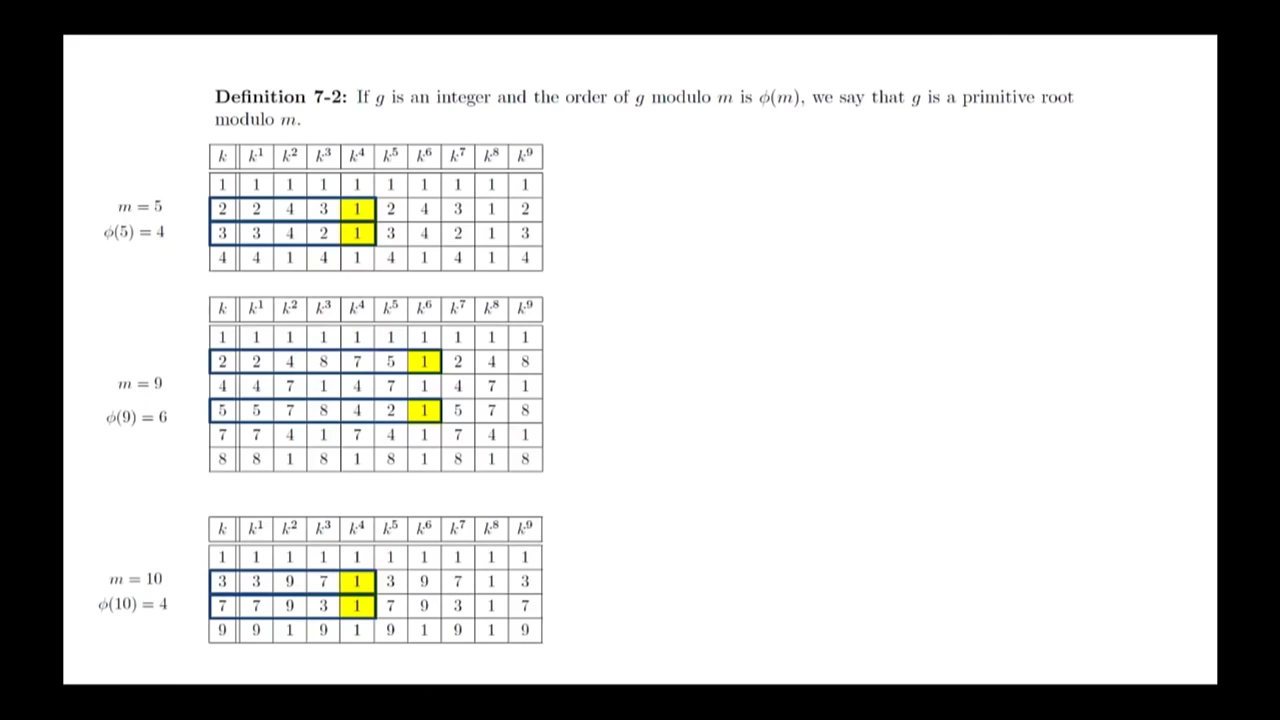 Definition 7-2: If g is an integer and the order of g modulo m is ϕ(m), we say that g is a primitive root
modulo m.
k k¹ k² k³ k⁴ k⁵ k⁶ k⁷ k⁸ k⁹
1 1 1 1 1 1 1 1 1 1
m = 5
2 2 4 3 1 2 4 3 1 2
ϕ(5) = 4
3 3 4 2 1 3 4 2 1 3
4 4 1 4 1 4 1 4 1 4
k k¹ k² k³ k⁴ k⁵ k⁶ k⁷ k⁸ k⁹
1 1 1 1 1 1 1 1 1 1
2 2 4 8 7 5 1 2 4 8
m = 9
4 4 7 1 4 7 1 4 7 1
ϕ(9) = 6
5 5 7 8 4 2 1 5 7 8
7 7 4 1 7 4 1 7 4 1
8 8 1 8 1 8 1 8 1 8
k k¹ k² k³ k⁴ k⁵ k⁶ k⁷ k⁸ k⁹
1 1 1 1 1 1 1 1 1 1
m = 10
3 3 9 7 1 3 9 7 1 3
ϕ(10) = 4
7 7 9 3 1 7 9 3 1 7
9 9 1 9 1 9 1 9 1 9